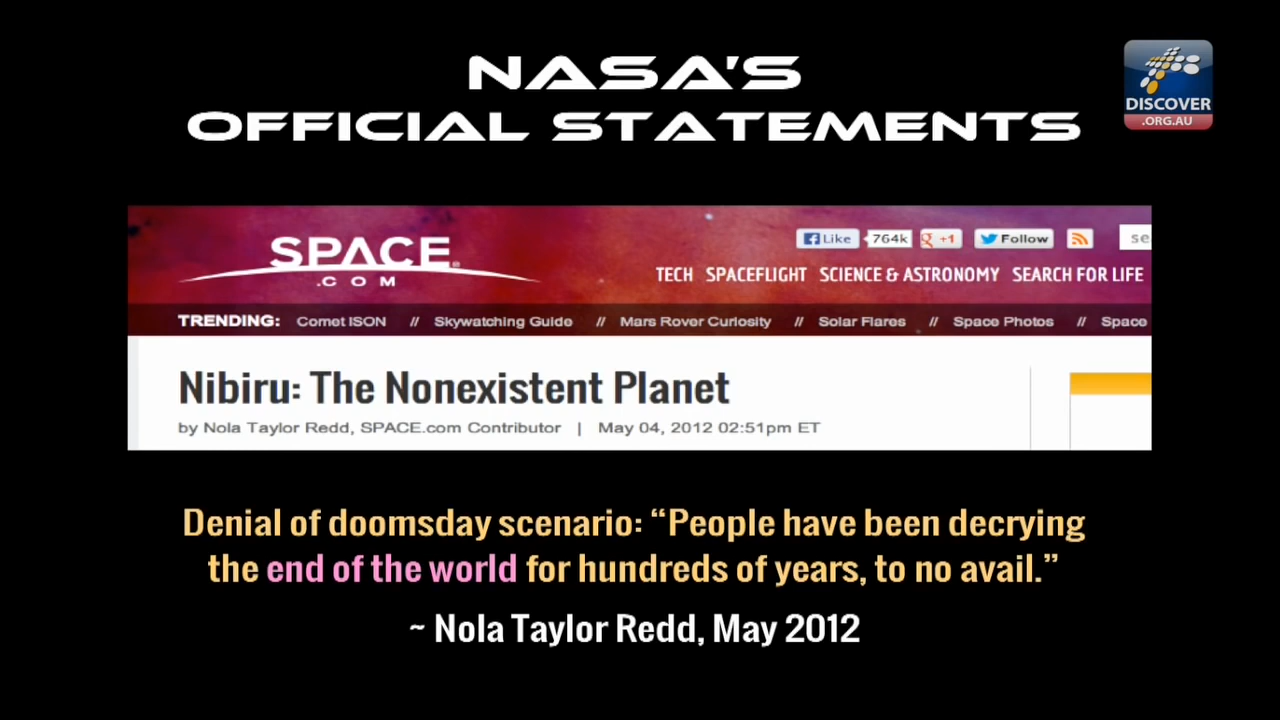 NASA'S
OFFICIAL STATEMENTS
DISCOVER
.ORG.AU
SPACE
.COM
Like 764k +1 Follow se
TECH SPACEFLIGHT SCIENCE & ASTRONOMY SEARCH FOR LIFE
TRENDING: Comet ISON // Skywatching Guide // Mars Rover Curiosity // Solar Flares // Space Photos // Space
Nibiru: The Nonexistent Planet
by Nola Taylor Redd, SPACE.com Contributor | May 04, 2012 02:51pm ET
Denial of doomsday scenario: “People have been decrying
the end of the world for hundreds of years, to no avail.”
~ Nola Taylor Redd, May 2012